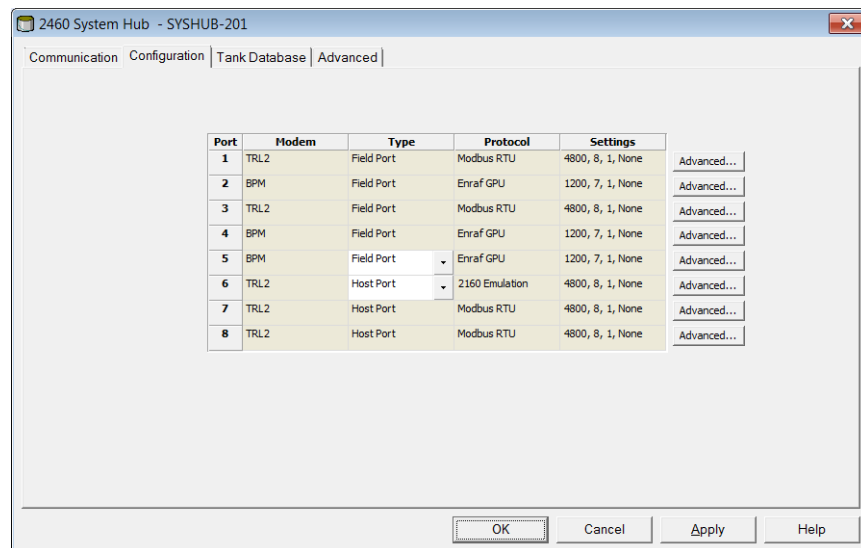 2460 System Hub - SYSHUB-201
Communication Configuration Tank Database Advanced
Port Modem Type Protocol Settings
1 TRL2 Field Port Modbus RTU 4800, 8, 1, None Advanced...
2 BPM Field Port Enraf GPU 1200, 7, 1, None Advanced...
3 TRL2 Field Port Modbus RTU 4800, 8, 1, None Advanced...
4 BPM Field Port Enraf GPU 1200, 7, 1, None Advanced...
5 BPM Field Port Enraf GPU 1200, 7, 1, None Advanced...
6 TRL2 Host Port 2160 Emulation 4800, 8, 1, None Advanced...
7 TRL2 Host Port Modbus RTU 4800, 8, 1, None Advanced...
8 TRL2 Host Port Modbus RTU 4800, 8, 1, None Advanced...
OK Cancel Apply Help